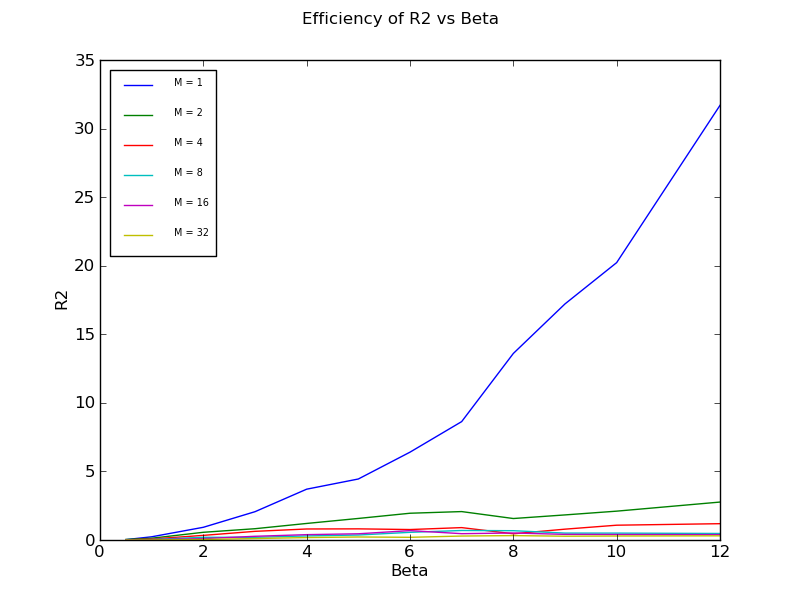 Efficiency of R2 vs Beta
35
30
25
20
15
10
5
0
M = 1
M = 2
M = 4
M = 8
M = 16
M = 32
R2
0 2 4 6 8 10 12
Beta